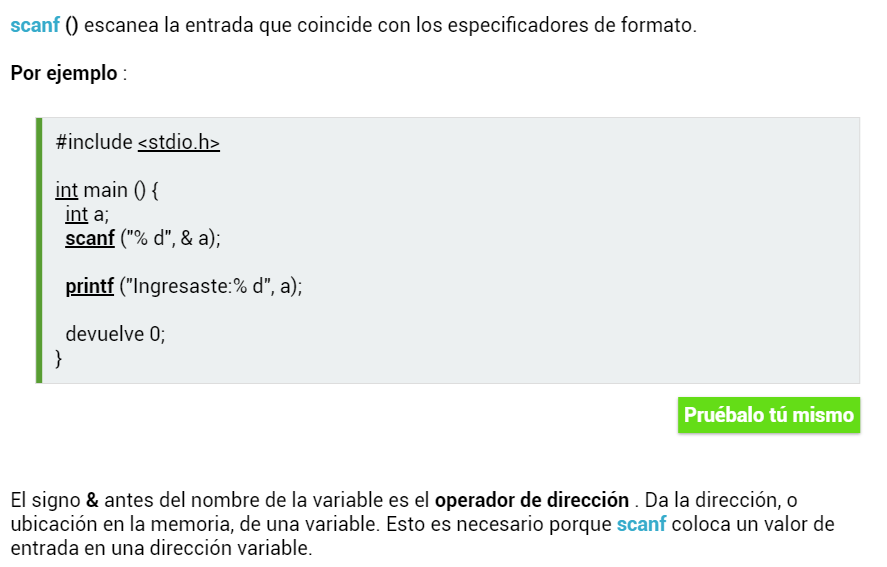 scanf () escanea la entrada que coincide con los especificadores de formato.
Por ejemplo :
#include <stdio.h>
int main () {
int a;
scanf ("% d", & a);
printf ("Ingresaste:% d", a);
devuelve 0;
}
Pruébalo tú mismo
El signo & antes del nombre de la variable es el operador de dirección . Da la dirección, o
ubicación en la memoria, de una variable. Esto es necesario porque scanf coloca un valor de
entrada en una dirección variable.